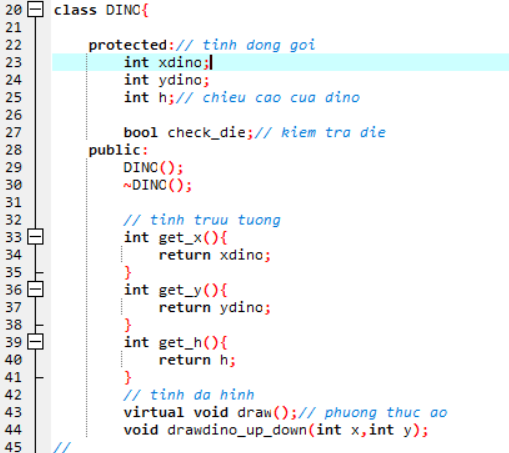 20 class DINO{
21
22 protected:// tinh dong goi
23 int xdino;
24 int ydino;
25 int h;// chieu cao cua dino
26
27 bool check_die;// kiem tra die
28 public:
29 DINO();
30 ~DINO();
31
32 // tinh truu tuong
33 int get_x(){
34 return xdino;
35 }
36 int get_y(){
37 return ydino;
38 }
39 int get_h(){
40 return h;
41 }
42 // tinh da hinh
43 virtual void draw();// phuong thuc ao
44 void drawdino_up_down(int x,int y);
45 //